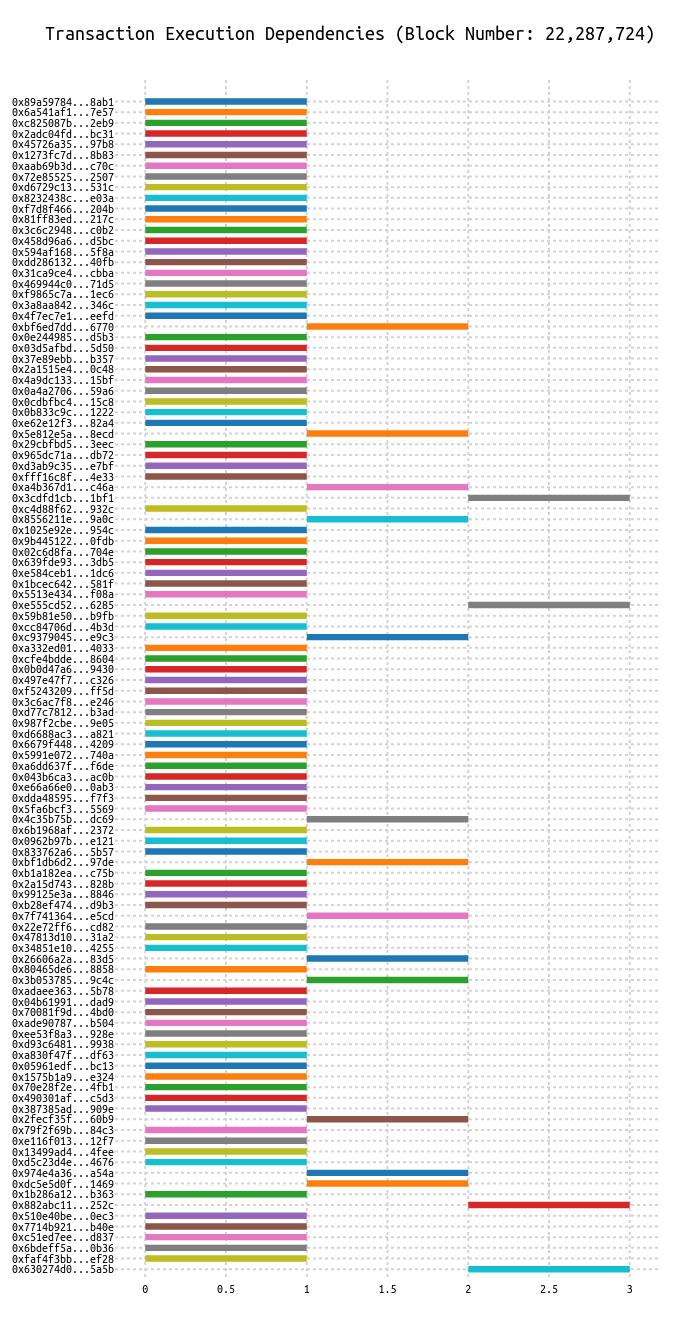 Transaction Execution Dependencies (Block Number: 22,287,724)
0x89a59784...8ab1
0x6a541af1...7e57
0xc825087b...2eb9
0x2adc04fd...bc31
0x45726a35...97b8
0x1273fc7d...8b83
0xaab69b3d...c70c
0x72e85525...2507
0xd6729c13...531c
0x8232438c...e03a
0xf7d8f466...204b
0x81ff83ed...217c
0x3c6c2948...c0b2
0x458d96a6...d5bc
0x594af168...5f8a
0xdd286132...40fb
0x31ca9ce4...cbba
0x469944c0...71d5
0xf9865c7a...1ec6
0x3a8aa842...346c
0x4f7ec7e1...eefd
0xbf6ed7dd...6770
0x0e244985...d5b3
0x03d5afbd...5d50
0x37e89ebb...b357
0x2a1515e4...0c48
0x4a9dc133...15bf
0x0a4a2706...59a6
0x0cdbfbc4...15c8
0x0b833c9c...1222
0xe62e12f3...82a4
0x5e812e5a...8ecd
0x29cbfbd5...3eec
0x965dc71a...db72
0xd3ab9c35...e7bf
0xfff16c8f...4e33
0xa4b367d1...c46a
0x3cdfd1cb...1bf1
0xc4d88f62...932c
0x8556211e...9a0c
0x1025e92e...954c
0x9b445122...0fdb
0x02c6d8fa...704e
0x639fde93...3db5
0xe584ceb1...1dc6
0x1bcec642...581f
0x5513e434...f08a
0xe555cd52...6285
0x59b81e50...b9fb
0xcc84706d...4b3d
0xc9379045...e9c3
0xa332ed01...4033
0xcfe4bdde...8604
0x0b0d47a6...9430
0x497e47f7...c326
0xf5243209...ff5d
0x3c6ac7f8...e246
0xd77c7812...b3ad
0x987f2cbe...9e05
0xd6688ac3...a821
0x6679f448...4209
0x5991e072...740a
0xa6dd637f...f6de
0x043b6ca3...ac0b
0xe66a66e0...0ab3
0xdda48595...f7f3
0x5fa6bcf3...5569
0x4c35b75b...dc69
0x6b1968af...2372
0x0962b97b...e121
0x833762a6...5b57
0xbf1db6d2...97de
0xb1a182ea...c75b
0x2a15d743...828b
0x99125e3a...8846
0xb28ef474...d9b3
0x7f741364...e5cd
0x22e72ff6...cd82
0x47813d10...31a2
0x34851e10...4255
0x26606a2a...83d5
0x80465de6...8858
0x3b053785...9c4c
0xadaee363...5b78
0x04b61991...dad9
0x70081f9d...4bd0
0xade90787...b504
0xee53f8a3...928e
0xd93c6481...9938
0xa830f47f...df63
0x05961edf...bc13
0x1575b1a9...e324
0x70e28f2e...4fb1
0x490301af...c5d3
0x387385ad...909e
0x2fecf35f...60b9
0x79f2f69b...84c3
0xe116f013...12f7
0x13499ad4...4fee
0xd5c23d4e...4676
0x974e4a36...a54a
0xdc5e5d0f...1469
0x1b286a12...b363
0x882abc11...252c
0x510e40be...0ec3
0x7714b921...b40e
0xc51ed7ee...d837
0x6bdeff5a...0b36
0xfaf4f3bb...ef28
0x630274d0...5a5b
0 0.5 1 1.5 2 2.5 3